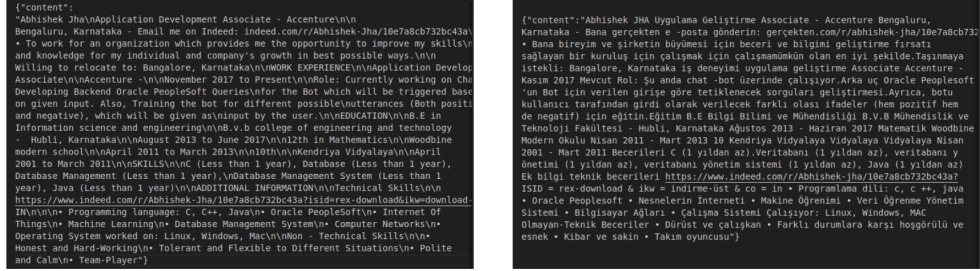 {"content":
"Abhishek Jha\nApplication Development Associate - Accenture\n\n
Bengaluru, Karnataka - Email me on Indeed: indeed.com/r/Abhishek-Jha/10e7a8cb732bc43a\
• To work for an organization which provides me the opportunity to improve my skills\n
and knowledge for my individual and company's growth in best possible ways.\n\n
Willing to relocate to: Bangalore, Karnataka\n\nWORK EXPERIENCE\n\nApplication Develop
Associate\n\nAccenture -\n\nNovember 2017 to Present\n\nRole: Currently working on Cha
Developing Backend Oracle PeopleSoft Queries\nfor the Bot which will be triggered base
on given input. Also, Training the bot for different possible\nutterances (Both positi
and negative), which will be given as\ninput by the user.\n\nEDUCATION\n\nB.E in
Information science and engineering\n\nB.v.b college of engineering and technology
- Hubli, Karnataka\n\nAugust 2013 to June 2017\n\n12th in Mathematics\n\nWoodbine
modern school\n\nApril 2011 to March 2013\n\n10th\n\nKendriya Vidyalaya\n\nApril
2001 to March 2011\n\nSKILLS\n\nC (Less than 1 year), Database (Less than 1 year),
Database Management (Less than 1 year),\nDatabase Management System (Less than 1
year), Java (Less than 1 year)\n\nADDITIONAL INFORMATION\n\nTechnical Skills\n\n
https://www.indeed.com/r/Abhishek-Jha/10e7a8cb732bc43a?isid=rex-download&ikw=download-
IN\n\n\n• Programming language: C, C++, Java\n• Oracle PeopleSoft\n• Internet Of
Things\n• Machine Learning\n• Database Management System\n• Computer Networks\n•
Operating System worked on: Linux, Windows, Mac\n\nNon - Technical Skills\n\n•
Honest and Hard-Working\n• Tolerant and Flexible to Different Situations\n• Polite
and Calm\n• Team-Player"}
{"content":"Abhishek JHA Uygulama Geliştirme Associate - Accenture Bengaluru,
Karnataka - Bana gerçekten e -posta gönderin: gerçekten.com/r/abhishek-jha/10e7a8cb732
• Bana bireyim ve şirketin büyümesi için beceri ve bilgimi geliştirme fırsatı
sağlayan bir kuruluş için çalışmak için çalışmamümkün olan en iyi şekilde.Taşınmaya
istekli: Bangalore, Karnataka iş deneyimi uygulama geliştirme Associate Accenture -
Kasım 2017 Mevcut Rol: Şu anda chat -bot üzerinde çalışıyor.Arka uç Oracle Peoplesoft
'un Bot için verilen girişe göre tetiklenecek sorguları geliştirmesi.Ayrıca, botu
kullanıcı tarafından girdi olarak verilecek farklı olası ifadeler (hem pozitif hem
de negatif) için eğitin.Eğitim B.E Bilgi Bilimi ve Mühendisliği B.V.B Mühendislik ve
Teknoloji Fakültesi - Hubli, Karnataka Ağustos 2013 - Haziran 2017 Matematik Woodbine
Modern Okulu Nisan 2011 - Mart 2013 10 Kendriya Vidyalaya Vidyalaya Vidyalaya Nisan
2001 - Mart 2011 Becerileri C (1 yıldan az).Veritabanı (1 yıldan az), veritabanı y
önetimi (1 yıldan az), veritabanı yönetim sistemi (1 yıldan az), Java (1 yıldan az)
Ek bilgi teknik becerileri https://www.indeed.com/r/Abhishek-jha/10e7a8cb732bc43a?
ISID = rex-download & ikw = indirme-üst & co = in • Programlama dili: c, c ++, java
• Oracle Peoplesoft • Nesnelerin İnterneti • Makine Öğrenimi • Veri Öğrenme Yönetim
Sistemi • Bilgisayar Ağları • Çalışma Sistemi Çalışıyor: Linux, Windows, MAC
Olmayan-Teknik Beceriler • Dürüst ve çalışkan • Farklı durumlara karşı hoşgörülü ve
esnek • Kibar ve sakin • Takım oyuncusu"}